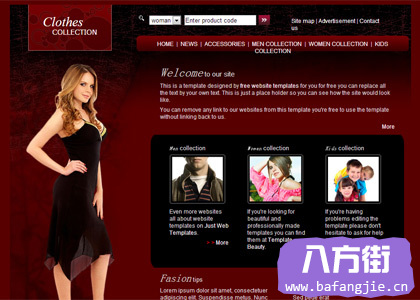 Clothes
COLLECTION
woman
Enter product code
»
Site map | Advertisement | Contact
us
HOME | NEWS | ACCESSORIES | MEN COLLECTION | WOMEN COLLECTION | KIDS
COLLECTION
Welcome to our site
This is a template designed by free website templates for you for free you can replace all
the text by your own text. This is just a place holder so you can see how the site would look
like.
You can remove any link to our websites from this template you're free to use the template
without linking back to us.
Man collection
Woman collection
Kids collection
Even more websites
all about website
templates on Just Web
Templates.
» More
If you're looking for
beautiful and
professionally made
templates you can find
them at Template
Beauty.
If you're having
problems editing the
template please don't
hesitate to ask for help
Fasion tips
Lorem ipsum dolor sit amet, consetetuer
adipiscing elit. Suspendisse metus. Nunc
Sed neque erat
八方街
www.bafangjie.cn